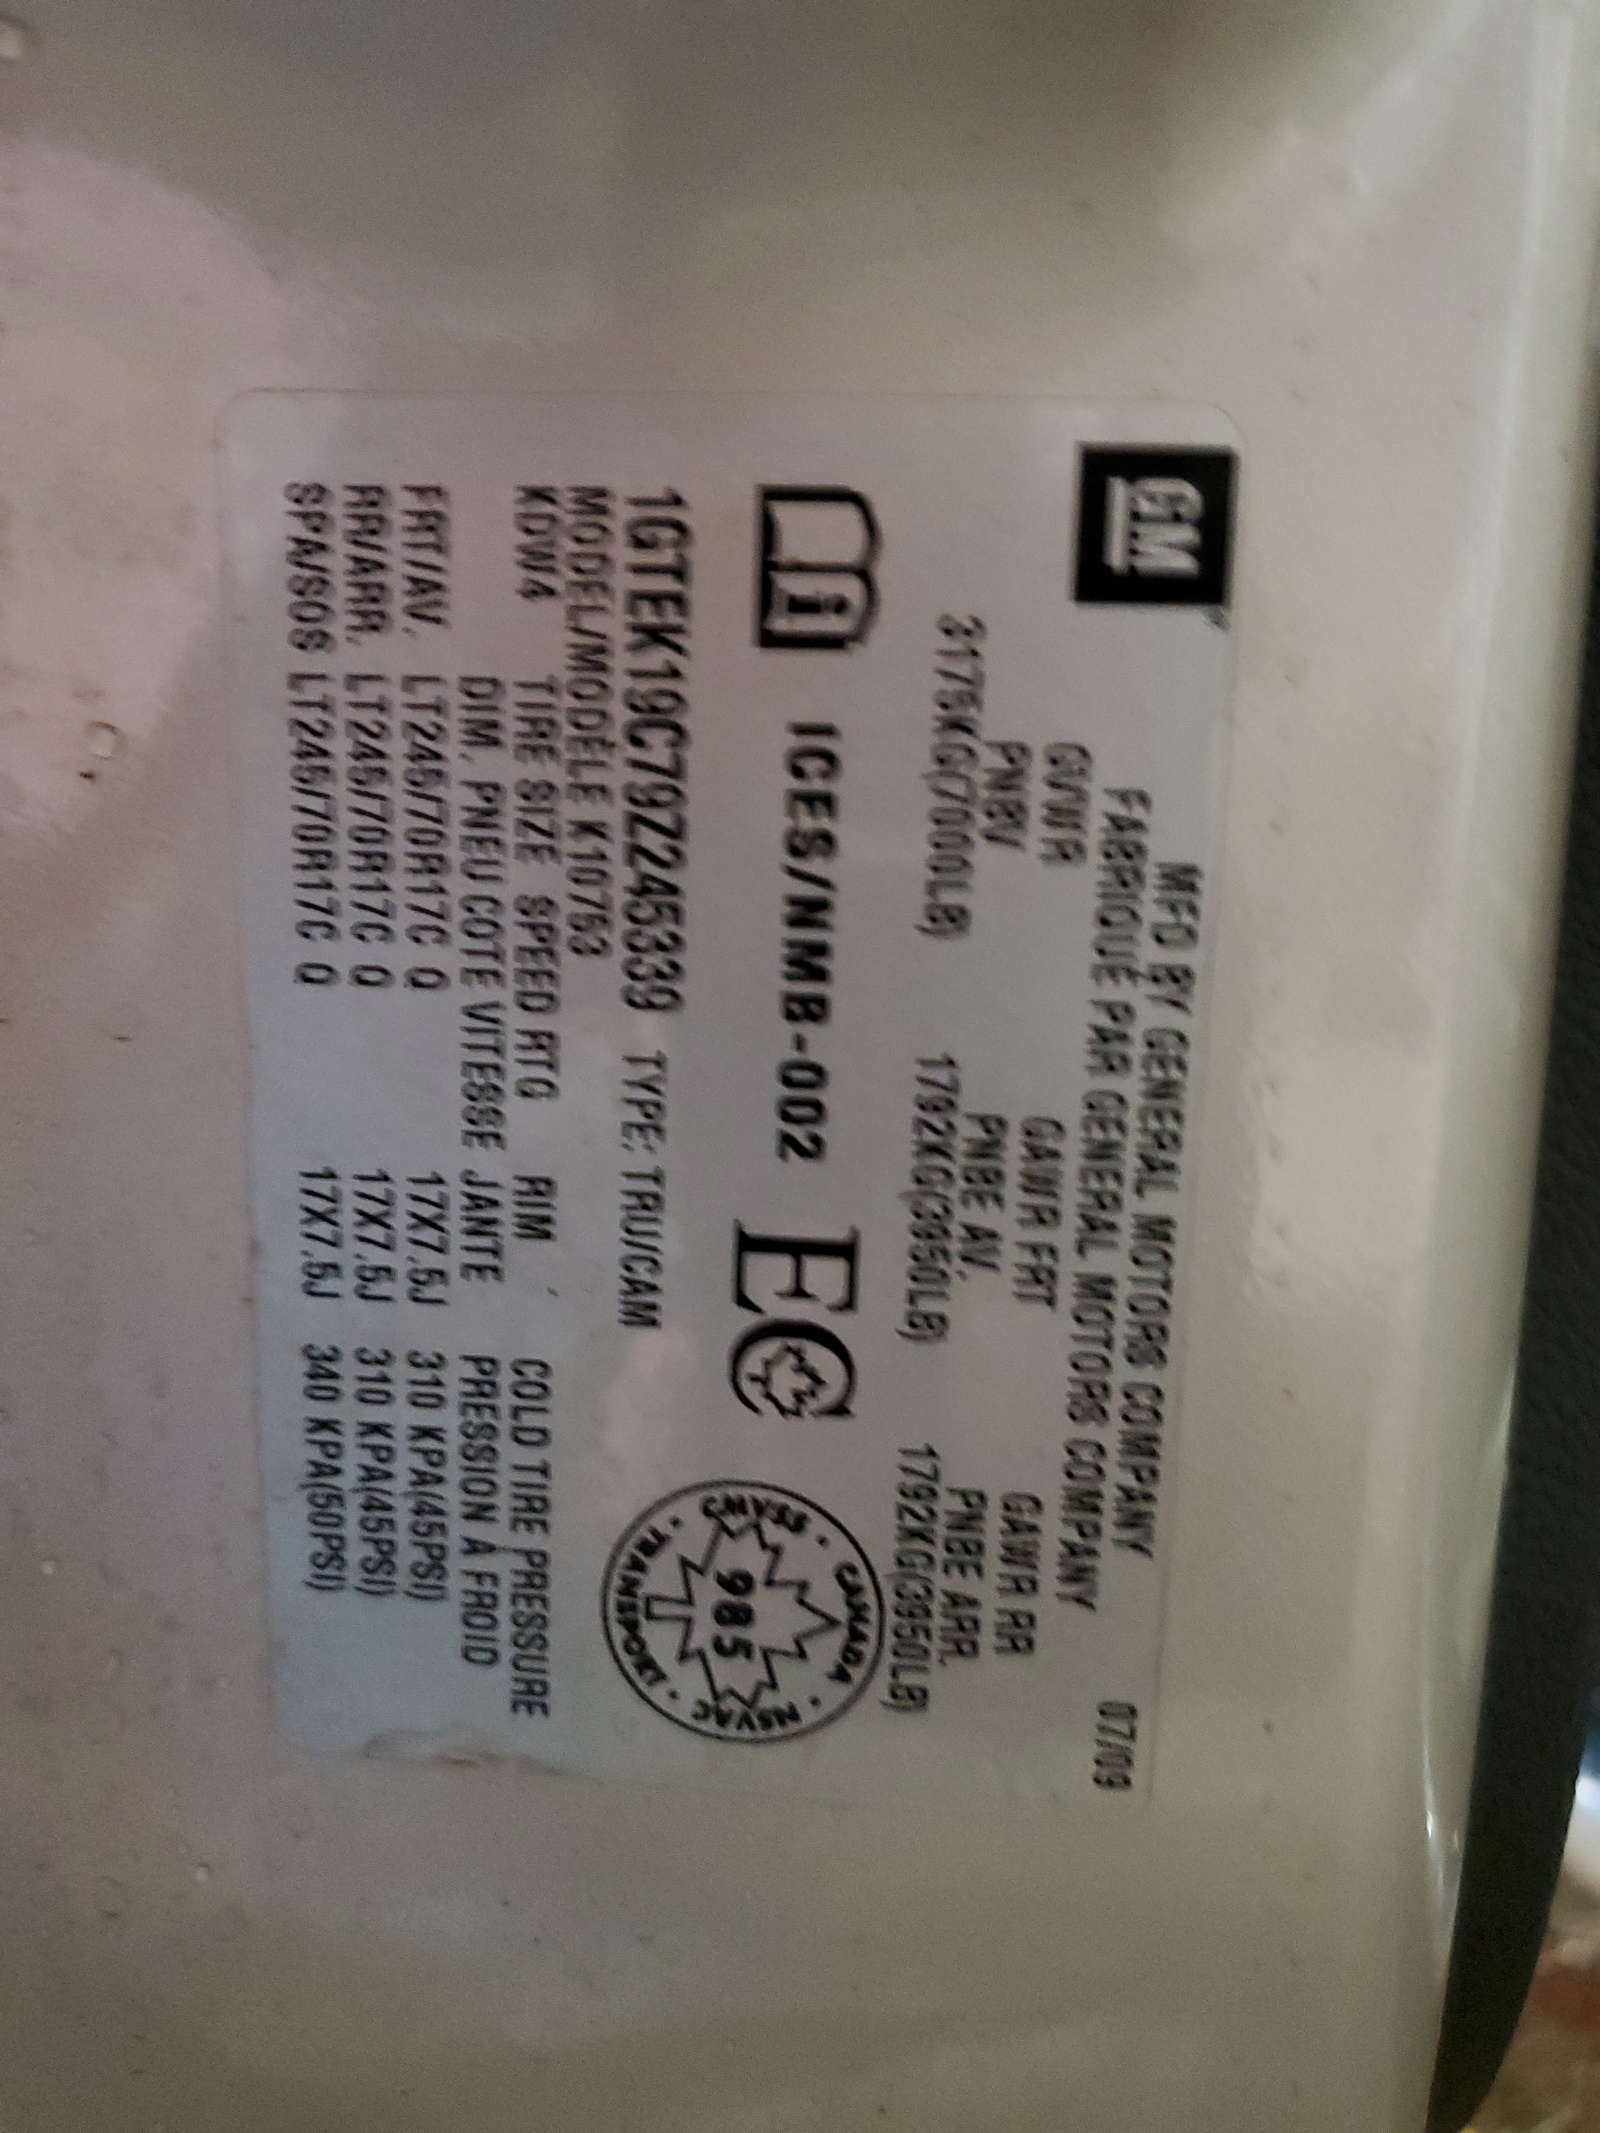 GM
MFD BY GENERAL MOTORS COMPANY
FABRIQUÉ PAR GENERAL MOTORS COMPANY 07/09
GVWR GAWR FRT GAWR RR
PNBV PNBE AV. PNBE ARR.
3175KG(7000LB) 1792KG(3950LB) 1792KG(3950LB)
i ICES/NMB-002 EC
CANADA · NSVAC · TRANSPORT · CMVSS ·
985
1GTEK19C79Z245339 TYPE: TRU/CAM
MODEL/MODÈLE K10753
KDW4 TIRE SIZE SPEED RTG RIM COLD TIRE PRESSURE
DIM. PNEU COTE VITESSE JANTE PRESSION À FROID
FRT/AV. LT245/70R17C Q 17X7.5J 310 KPA(45PSI)
RR/ARR. LT245/70R17C Q 17X7.5J 310 KPA(45PSI)
SPA/SOS LT245/70R17C Q 17X7.5J 340 KPA(50PSI)